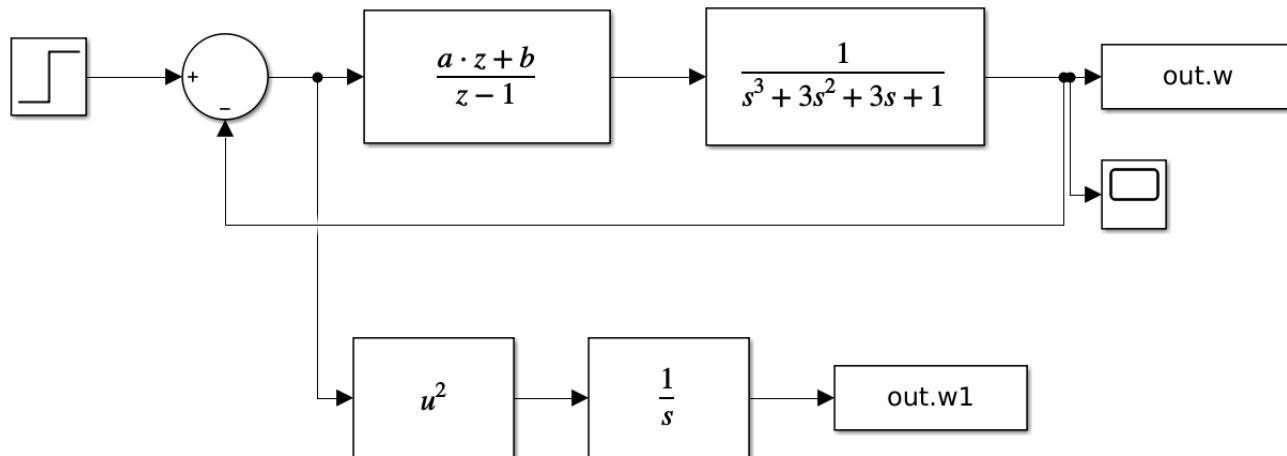 +
−
a · z + b
z − 1
1
s³ + 3s² + 3s + 1
out.w
u²
1
s
out.w1